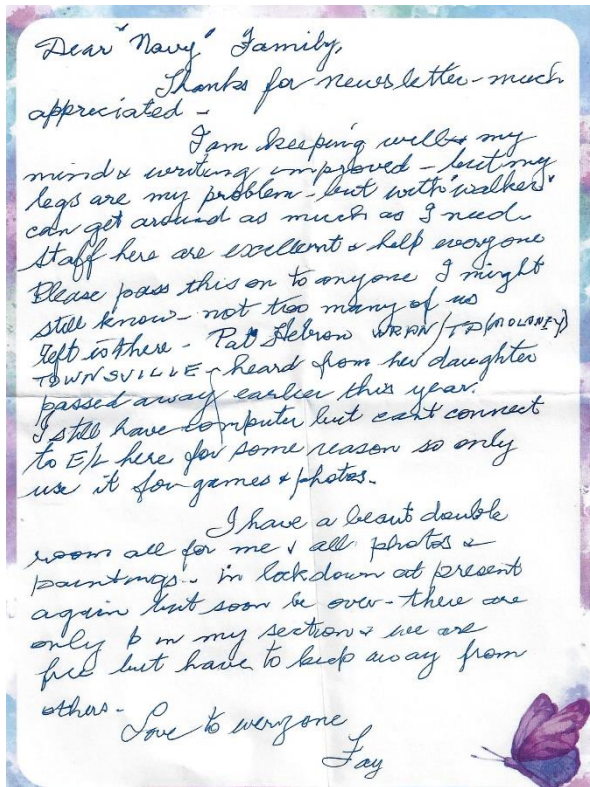 Dear "Navy" Family,
Thanks for newsletter - much
appreciated -
I am keeping well & my
mind & writing improved - but my
legs are my problem - but with "walker"
can get around as much as I need.
Staff here are excellent & help everyone
Please pass this on to anyone I might
still know - not too many of us
left is there - Pat Hebron WRAN/TP (MOLONEY)
TOWNSVILLE - heard from her daughter
passed away earlier this year.
I still have computer but cant connect
to E/L here for some reason so only
use it for games & photos.
I have a beaut double
room all for me & all photos &
paintings - in lockdown at present
again but soon be over - there are
only in my section & we are
free but have to keep away from
others -
Love to everyone
Fay